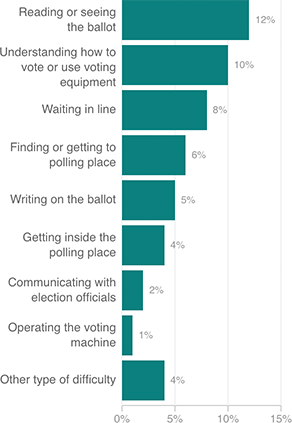 Reading or seeing
the ballot
12%
Understanding how to
vote or use voting
equipment
10%
Waiting in line
8%
Finding or getting to
polling place
6%
Writing on the ballot
5%
Getting inside the
polling place
4%
Communicating with
election officials
2%
Operating the voting
machine
1%
Other type of difficulty
4%
0%
5%
10%
15%